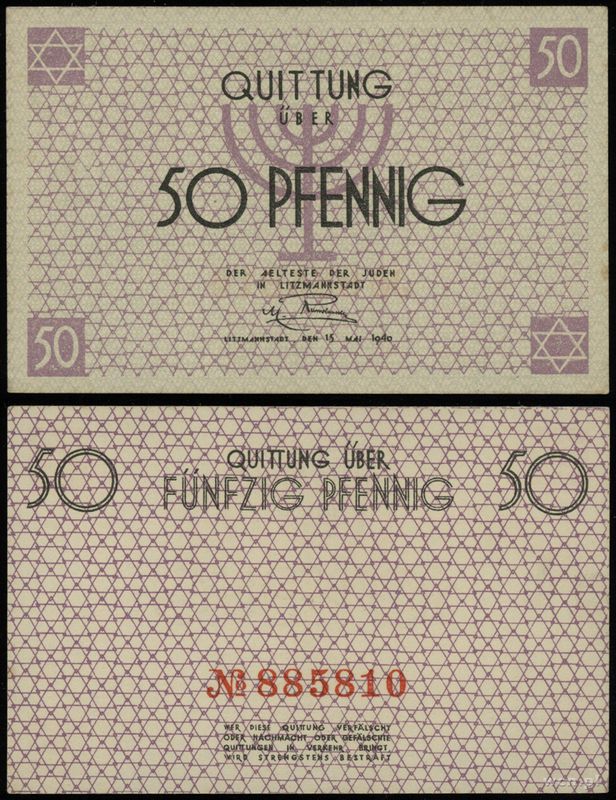 50
QUITTUNG
ÜBER
50 PFENNIG
DER AELTESTE DER JUDEN
IN LITZMANNSTADT
LITZMANNSTADT, DEN 15. MAI 1940
50
50 QUITTUNG ÜBER 50
FÜNFZIG PFENNIG
№ 885810
WER DIESE QUITTUNG VERFÄLSCHT
ODER NACHMACHT ODER GEFÄLSCHTE
QUITTUNGEN IN VERKEHR BRINGT,
WIRD STRENGSTENS BESTRAFT